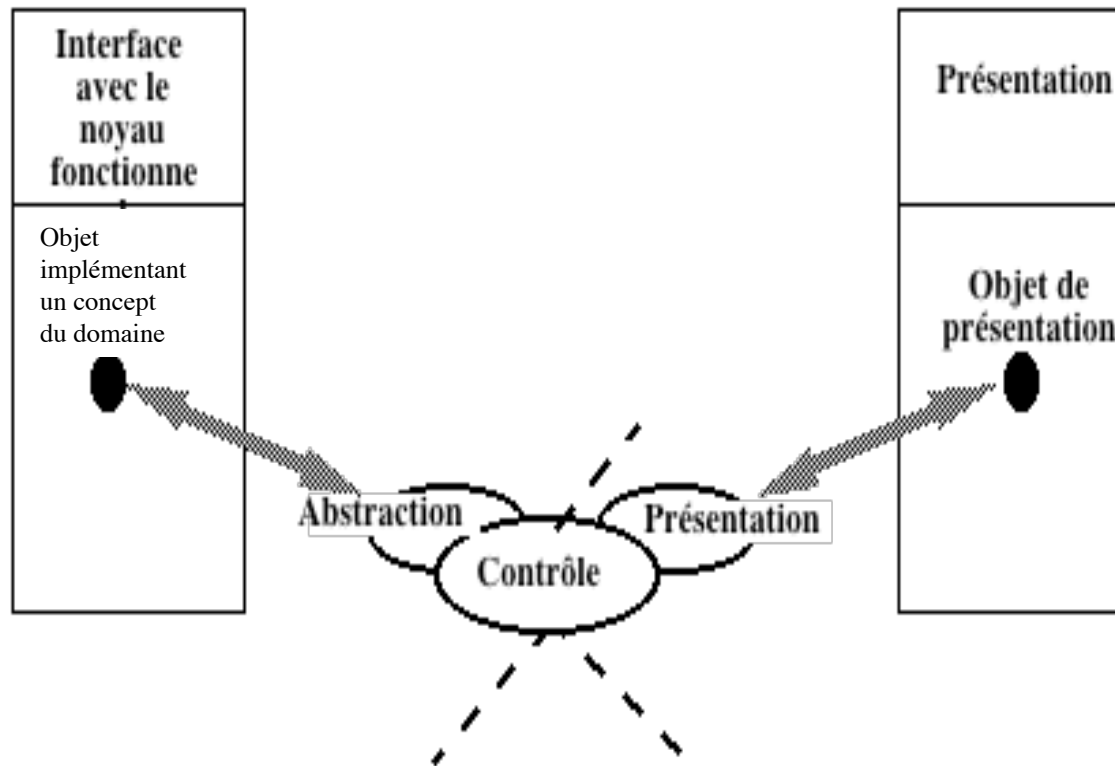 Interface
avec le
noyau
fonctionne
Objet
implémentant
un concept
du domaine
Présentation
Objet de
présentation
Abstraction
Présentation
Contrôle